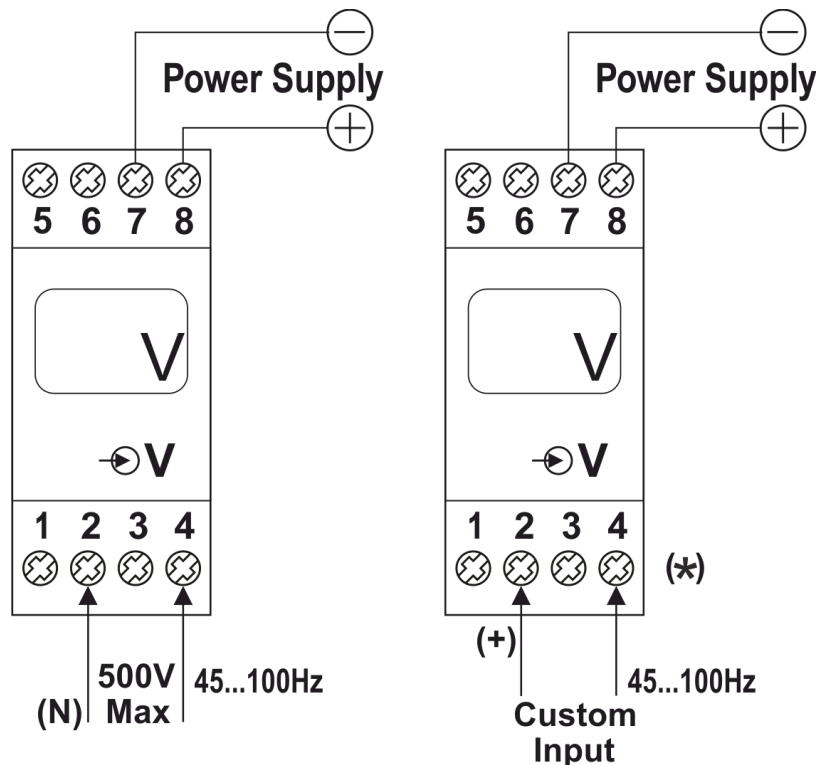 Power Supply
5 6 7 8
V
V
1 2 3 4
(N)
500V
Max
45...100Hz
Power Supply
5 6 7 8
V
V
1 2 3 4
(*)
(+)
45...100Hz
Custom
Input